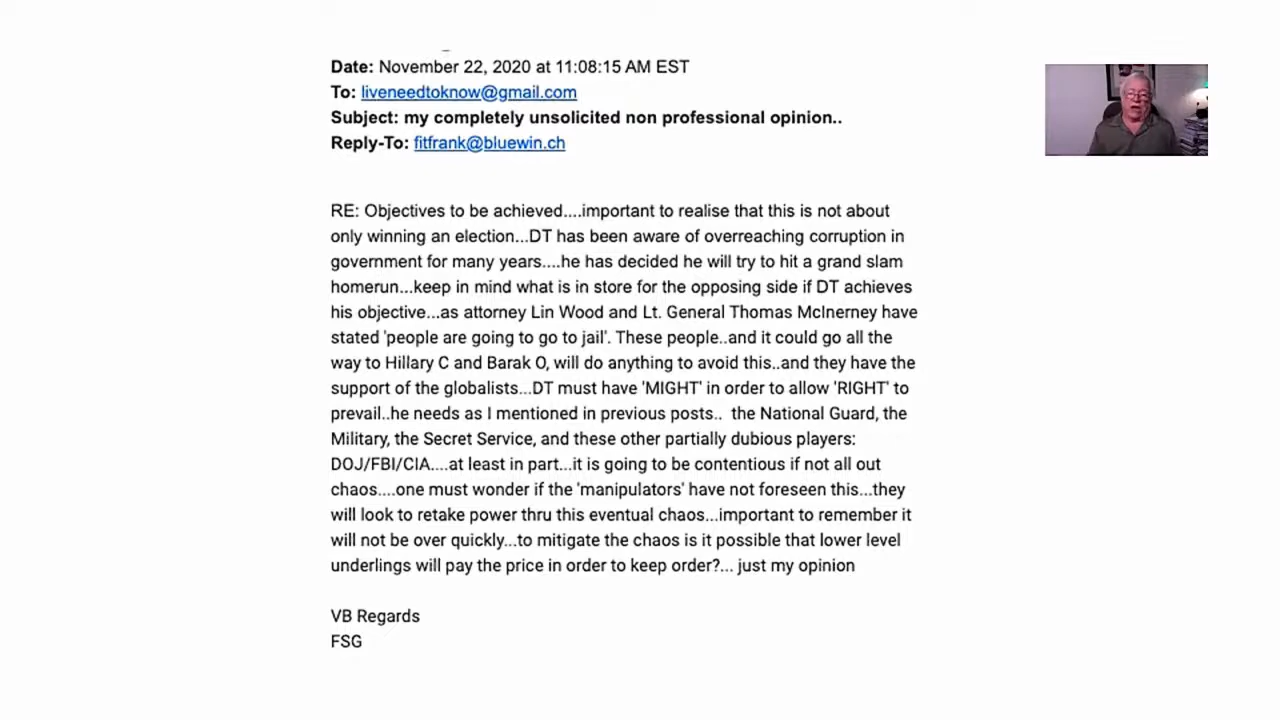 Date: November 22, 2020 at 11:08:15 AM EST
To: liveneedtoknow@gmail.com
Subject: my completely unsolicited non professional opinion..
Reply-To: fitfrank@bluewin.ch
RE: Objectives to be achieved....important to realise that this is not about
only winning an election...DT has been aware of overreaching corruption in
government for many years....he has decided he will try to hit a grand slam
homerun...keep in mind what is in store for the opposing side if DT achieves
his objective...as attorney Lin Wood and Lt. General Thomas McInerney have
stated 'people are going to go to jail'. These people..and it could go all the
way to Hillary C and Barak O, will do anything to avoid this..and they have the
support of the globalists...DT must have 'MIGHT' in order to allow 'RIGHT' to
prevail..he needs as I mentioned in previous posts.. the National Guard, the
Military, the Secret Service, and these other partially dubious players:
DOJ/FBI/CIA....at least in part...it is going to be contentious if not all out
chaos....one must wonder if the 'manipulators' have not foreseen this...they
will look to retake power thru this eventual chaos...important to remember it
will not be over quickly...to mitigate the chaos is it possible that lower level
underlings will pay the price in order to keep order?... just my opinion
VB Regards
FSG